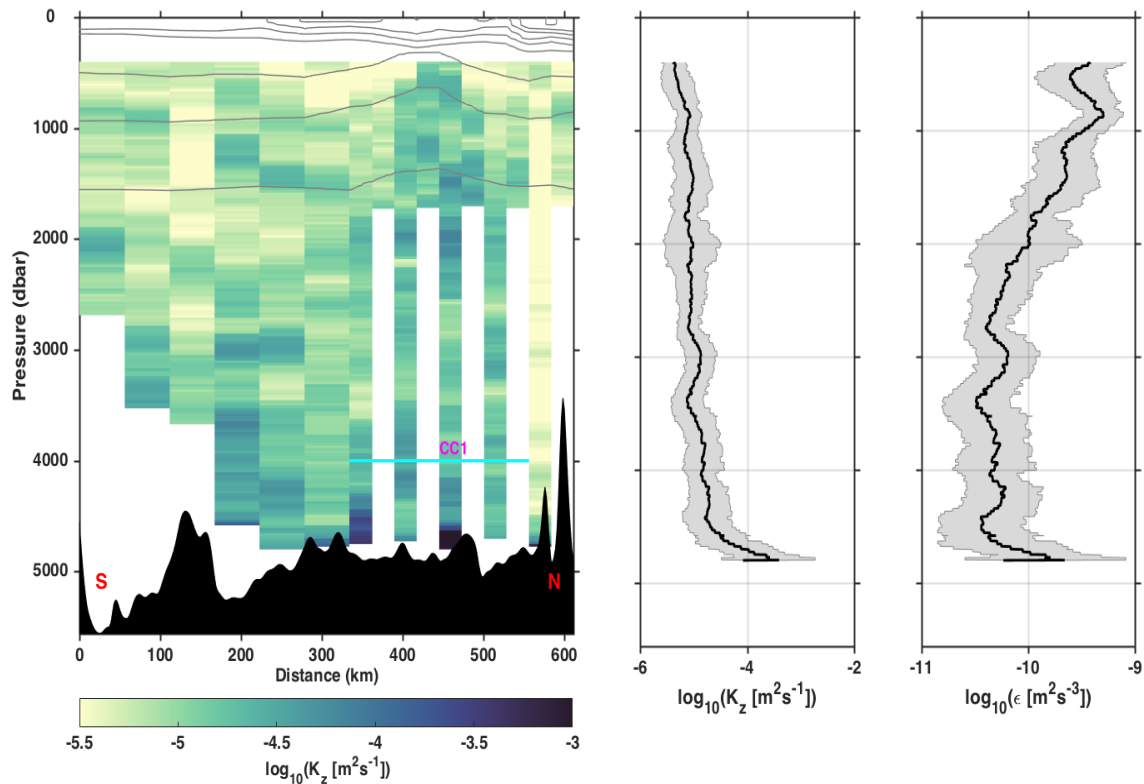 0
1000
2000
3000
4000
5000
Pressure (dbar)
CC1
S
N
0 100 200 300 400 500 600
Distance (km)
-5.5 -5 -4.5 -4 -3.5 -3
log10(Kz [m2s-1])
-6 -4 -2
log10(Kz [m2s-1])
-11 -10 -9
log10(ϵ [m2s-3])